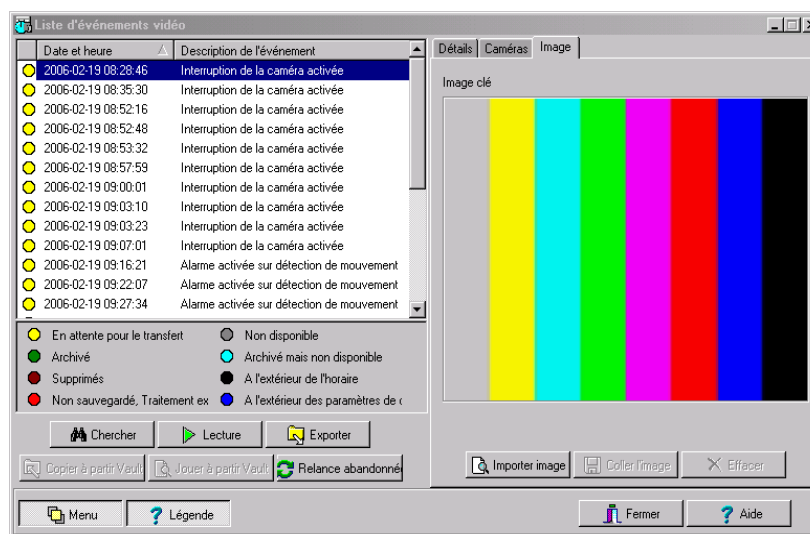 Liste d'événements vidéo
Date et heure Description de l'événement
2006-02-19 08:28:46 Interruption de la caméra activée
2006-02-19 08:35:30 Interruption de la caméra activée
2006-02-19 08:52:16 Interruption de la caméra activée
2006-02-19 08:52:48 Interruption de la caméra activée
2006-02-19 08:53:32 Interruption de la caméra activée
2006-02-19 08:57:59 Interruption de la caméra activée
2006-02-19 09:00:01 Interruption de la caméra activée
2006-02-19 09:03:10 Interruption de la caméra activée
2006-02-19 09:03:23 Interruption de la caméra activée
2006-02-19 09:07:01 Interruption de la caméra activée
2006-02-19 09:16:21 Alarme activée sur détection de mouvement
2006-02-19 09:22:07 Alarme activée sur détection de mouvement
2006-02-19 09:27:34 Alarme activée sur détection de mouvement
En attente pour le transfert Non disponible
Archivé Archivé mais non disponible
Supprimés A l'extérieur de l'horaire
Non sauvegardé, Traitement ex A l'extérieur des paramètres de c
Chercher Lecture Exporter
Copier à partir Vault Jouer à partir Vault Relance abandonné
Détails Caméras Image
Image clé
Importer image Coller l'image Effacer
Menu ? Légende Fermer ? Aide